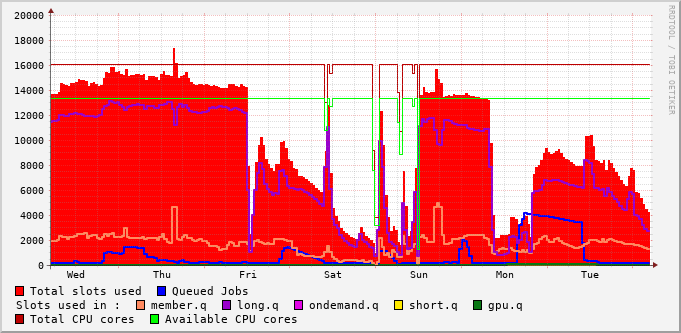 20000
18000
16000
14000
12000
10000
8000
6000
4000
2000
0
Wed Thu Fri Sat Sun Mon Tue
RRDTOOL / TOBI OETIKER
Total slots used Queued Jobs
Slots used in : member.q long.q ondemand.q short.q gpu.q
Total CPU cores Available CPU cores